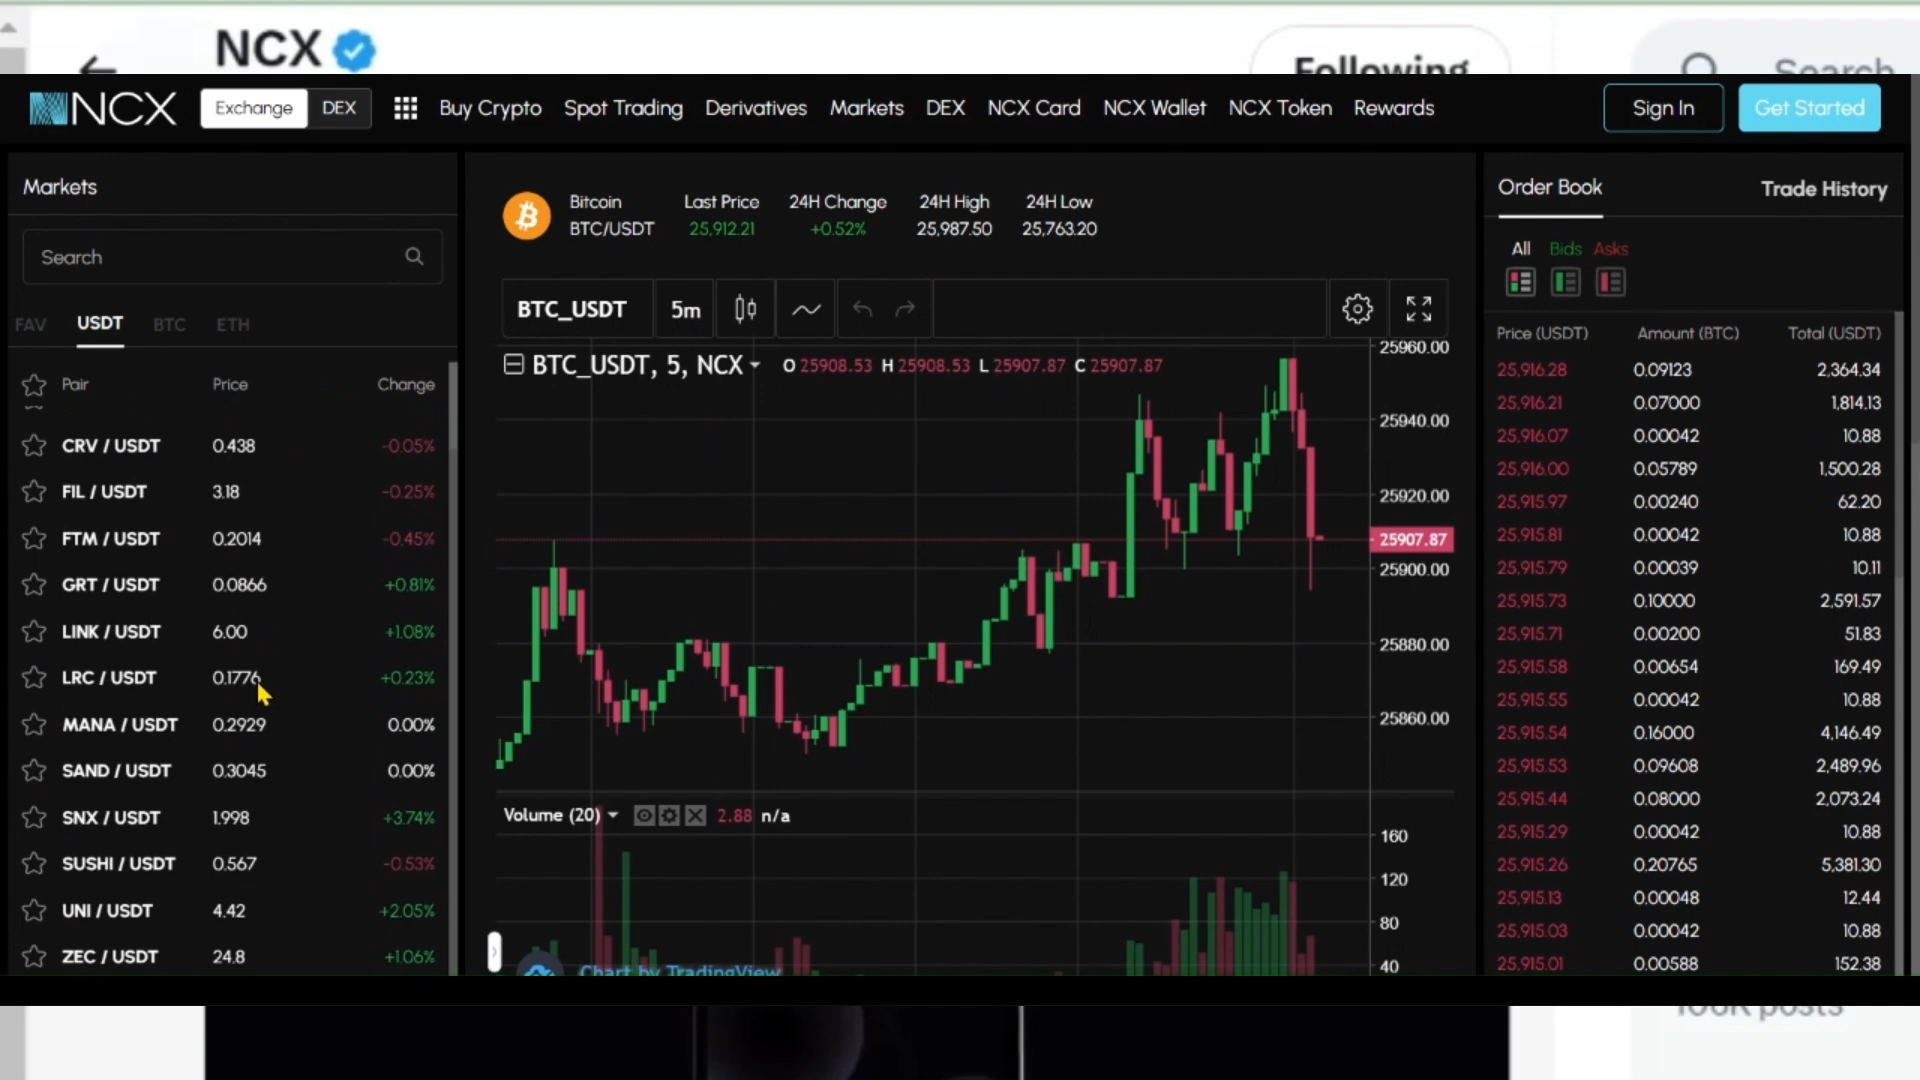 NCX
Following
Search
NCX Exchange DEX Buy Crypto Spot Trading Derivatives Markets DEX NCX Card NCX Wallet NCX Token Rewards Sign In Get Started
Markets
Search
FAV USDT BTC ETH
Pair Price Change
CRV / USDT 0.438 -0.05%
FIL / USDT 3.18 -0.25%
FTM / USDT 0.2014 -0.45%
GRT / USDT 0.0866 +0.81%
LINK / USDT 6.00 +1.08%
LRC / USDT 0.1776 +0.23%
MANA / USDT 0.2929 0.00%
SAND / USDT 0.3045 0.00%
SNX / USDT 1.998 +3.74%
SUSHI / USDT 0.567 -0.53%
UNI / USDT 4.42 +2.05%
ZEC / USDT 24.8 +1.06%
Bitcoin Last Price 24H Change 24H High 24H Low
BTC/USDT 25,912.21 +0.52% 25,987.50 25,763.20
BTC_USDT 5m
BTC_USDT, 5, NCX O 25908.53 H 25908.53 L 25907.87 C 25907.87
25960.00
25940.00
25920.00
25907.87
25900.00
25880.00
25860.00
Volume (20) 2.88 n/a
160
120
80
40
Chart by TradingView
Order Book Trade History
All Bids Asks
Price (USDT) Amount (BTC) Total (USDT)
25,916.28 0.09123 2,364.34
25,916.21 0.07000 1,814.13
25,916.07 0.00042 10.88
25,916.00 0.05789 1,500.28
25,915.97 0.00240 62.20
25,915.81 0.00042 10.88
25,915.79 0.00039 10.11
25,915.73 0.10000 2,591.57
25,915.71 0.00200 51.83
25,915.58 0.00654 169.49
25,915.55 0.00042 10.88
25,915.54 0.16000 4,146.49
25,915.53 0.09608 2,489.96
25,915.44 0.08000 2,073.24
25,915.29 0.00042 10.88
25,915.26 0.20765 5,381.30
25,915.13 0.00048 12.44
25,915.03 0.00042 10.88
25,915.01 0.00588 152.38
posts